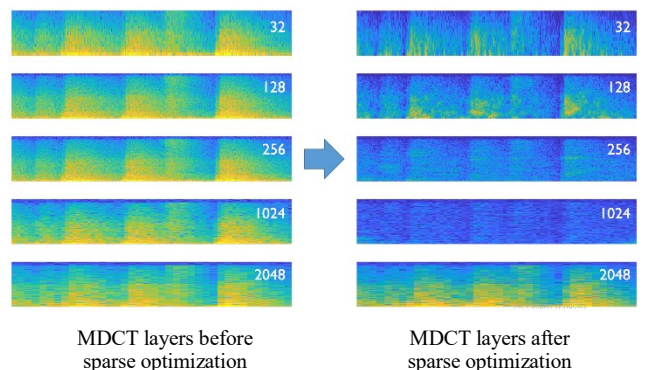 32
128
256
1024
2048
32
128
256
1024
2048
MDCT layers before
sparse optimization
MDCT layers after
sparse optimization